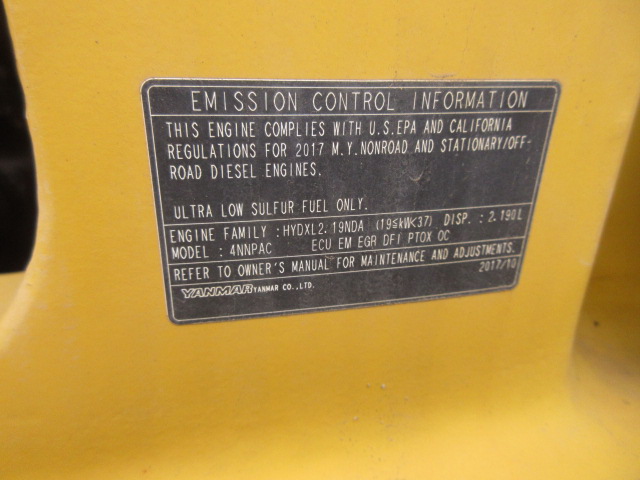 EMISSION CONTROL INFORMATION
THIS ENGINE COMPLIES WITH U.S.EPA AND CALIFORNIA
REGULATIONS FOR 2017 M.Y.NONROAD AND STATIONARY/OFF-
ROAD DIESEL ENGINES.
ULTRA LOW SULFUR FUEL ONLY.
ENGINE FAMILY : HYDXL2.19NDA (19≤kW<37) DISP. : 2.190L
MODEL : 4NNPAC ECU EM EGR DFI PTOX OC
REFER TO OWNER'S MANUAL FOR MAINTENANCE AND ADJUSTMENTS.
2017/10
YANMAR YANMAR CO.,LTD.